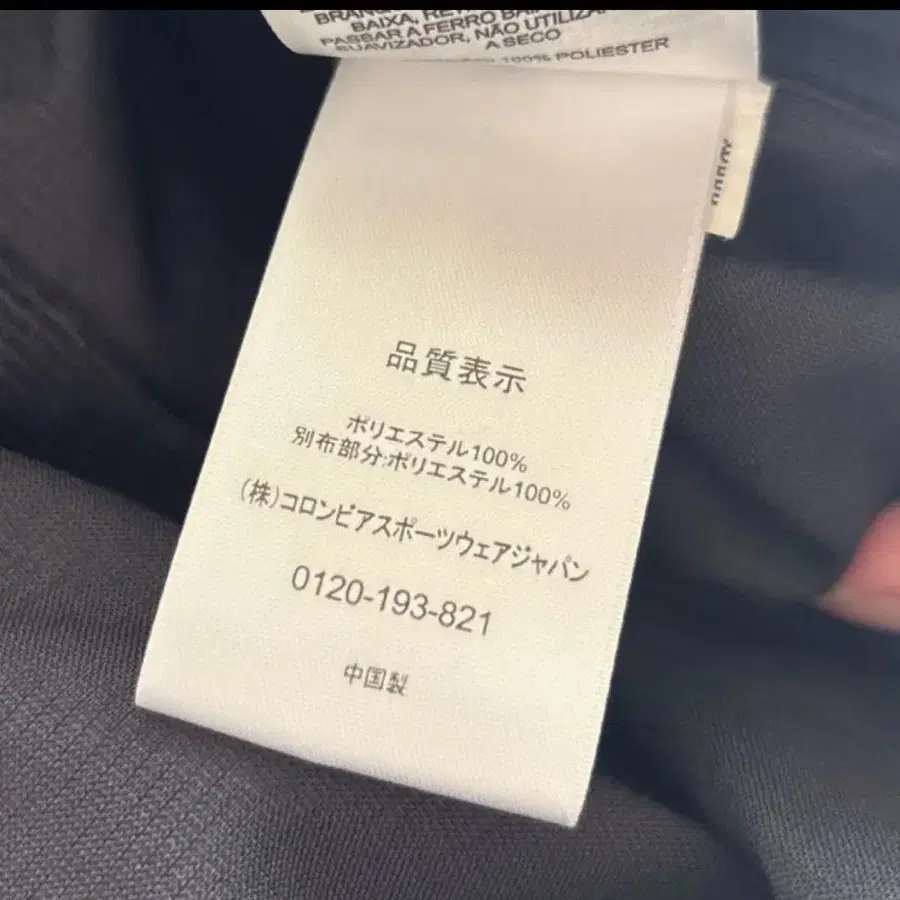 BAIXA,
PASSAR A FERRO
SUAVIZADOR, NÃO UTILIZAR
A SECO
100% POLIESTER
品質表示
ポリエステル100%
別布部分:ポリエステル100%
(株)コロンビアスポーツウェアジャパン
0120-193-821
中国製